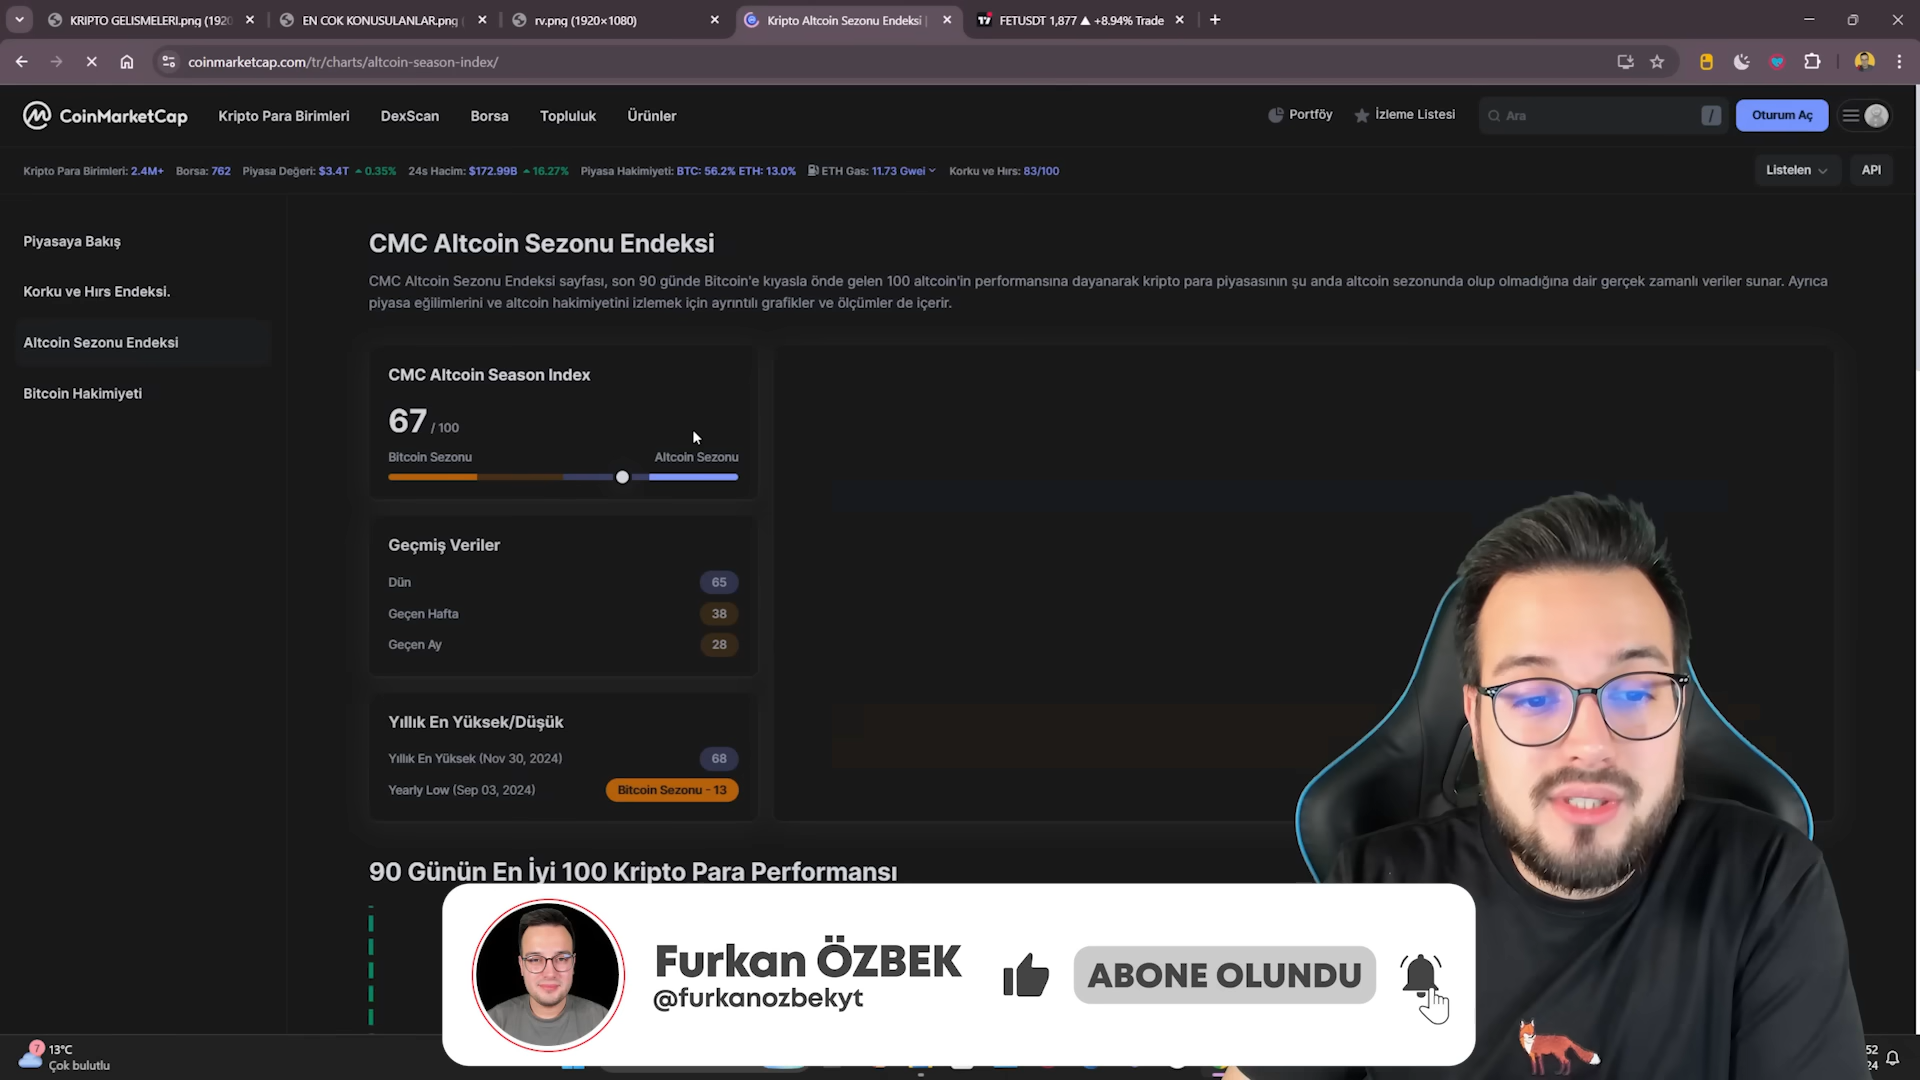 KRIPTO GELISMELERI.png (1920
EN COK KONUSULANLAR.png
rv.png (1920×1080)
Kripto Altcoin Sezonu Endeksi |
FETUSDT 1,877 ▲ +8.94% Trade
coinmarketcap.com/tr/charts/altcoin-season-index/
CoinMarketCap
Kripto Para Birimleri
DexScan
Borsa
Topluluk
Ürünler
Portföy
İzleme Listesi
Ara
/
Oturum Aç
Kripto Para Birimleri: 2.4M+
Borsa: 762
Piyasa Değeri: $3.4T ▲ 0.35%
24s Hacim: $172.99B ▲ 16.27%
Piyasa Hakimiyeti: BTC: 56.2% ETH: 13.0%
ETH Gas: 11.73 Gwei
Korku ve Hırs: 83/100
Listelen
API
Piyasaya Bakış
Korku ve Hırs Endeksi.
Altcoin Sezonu Endeksi
Bitcoin Hakimiyeti
CMC Altcoin Sezonu Endeksi
CMC Altcoin Sezonu Endeksi sayfası, son 90 günde Bitcoin'e kıyasla önde gelen 100 altcoin'in performansına dayanarak kripto para piyasasının şu anda altcoin sezonunda olup olmadığına dair gerçek zamanlı veriler sunar. Ayrıca
piyasa eğilimlerini ve altcoin hakimiyetini izlemek için ayrıntılı grafikler ve ölçümler de içerir.
CMC Altcoin Season Index
67 / 100
Bitcoin Sezonu
Altcoin Sezonu
Geçmiş Veriler
Dün 65
Geçen Hafta 38
Geçen Ay 28
Yıllık En Yüksek/Düşük
Yıllık En Yüksek (Nov 30, 2024) 68
Yearly Low (Sep 03, 2024) Bitcoin Sezonu - 13
90 Günün En İyi 100 Kripto Para Performansı
Furkan ÖZBEK
@furkanozbekyt
ABONE OLUNDU
7
13°C
Çok bulutlu
52
24